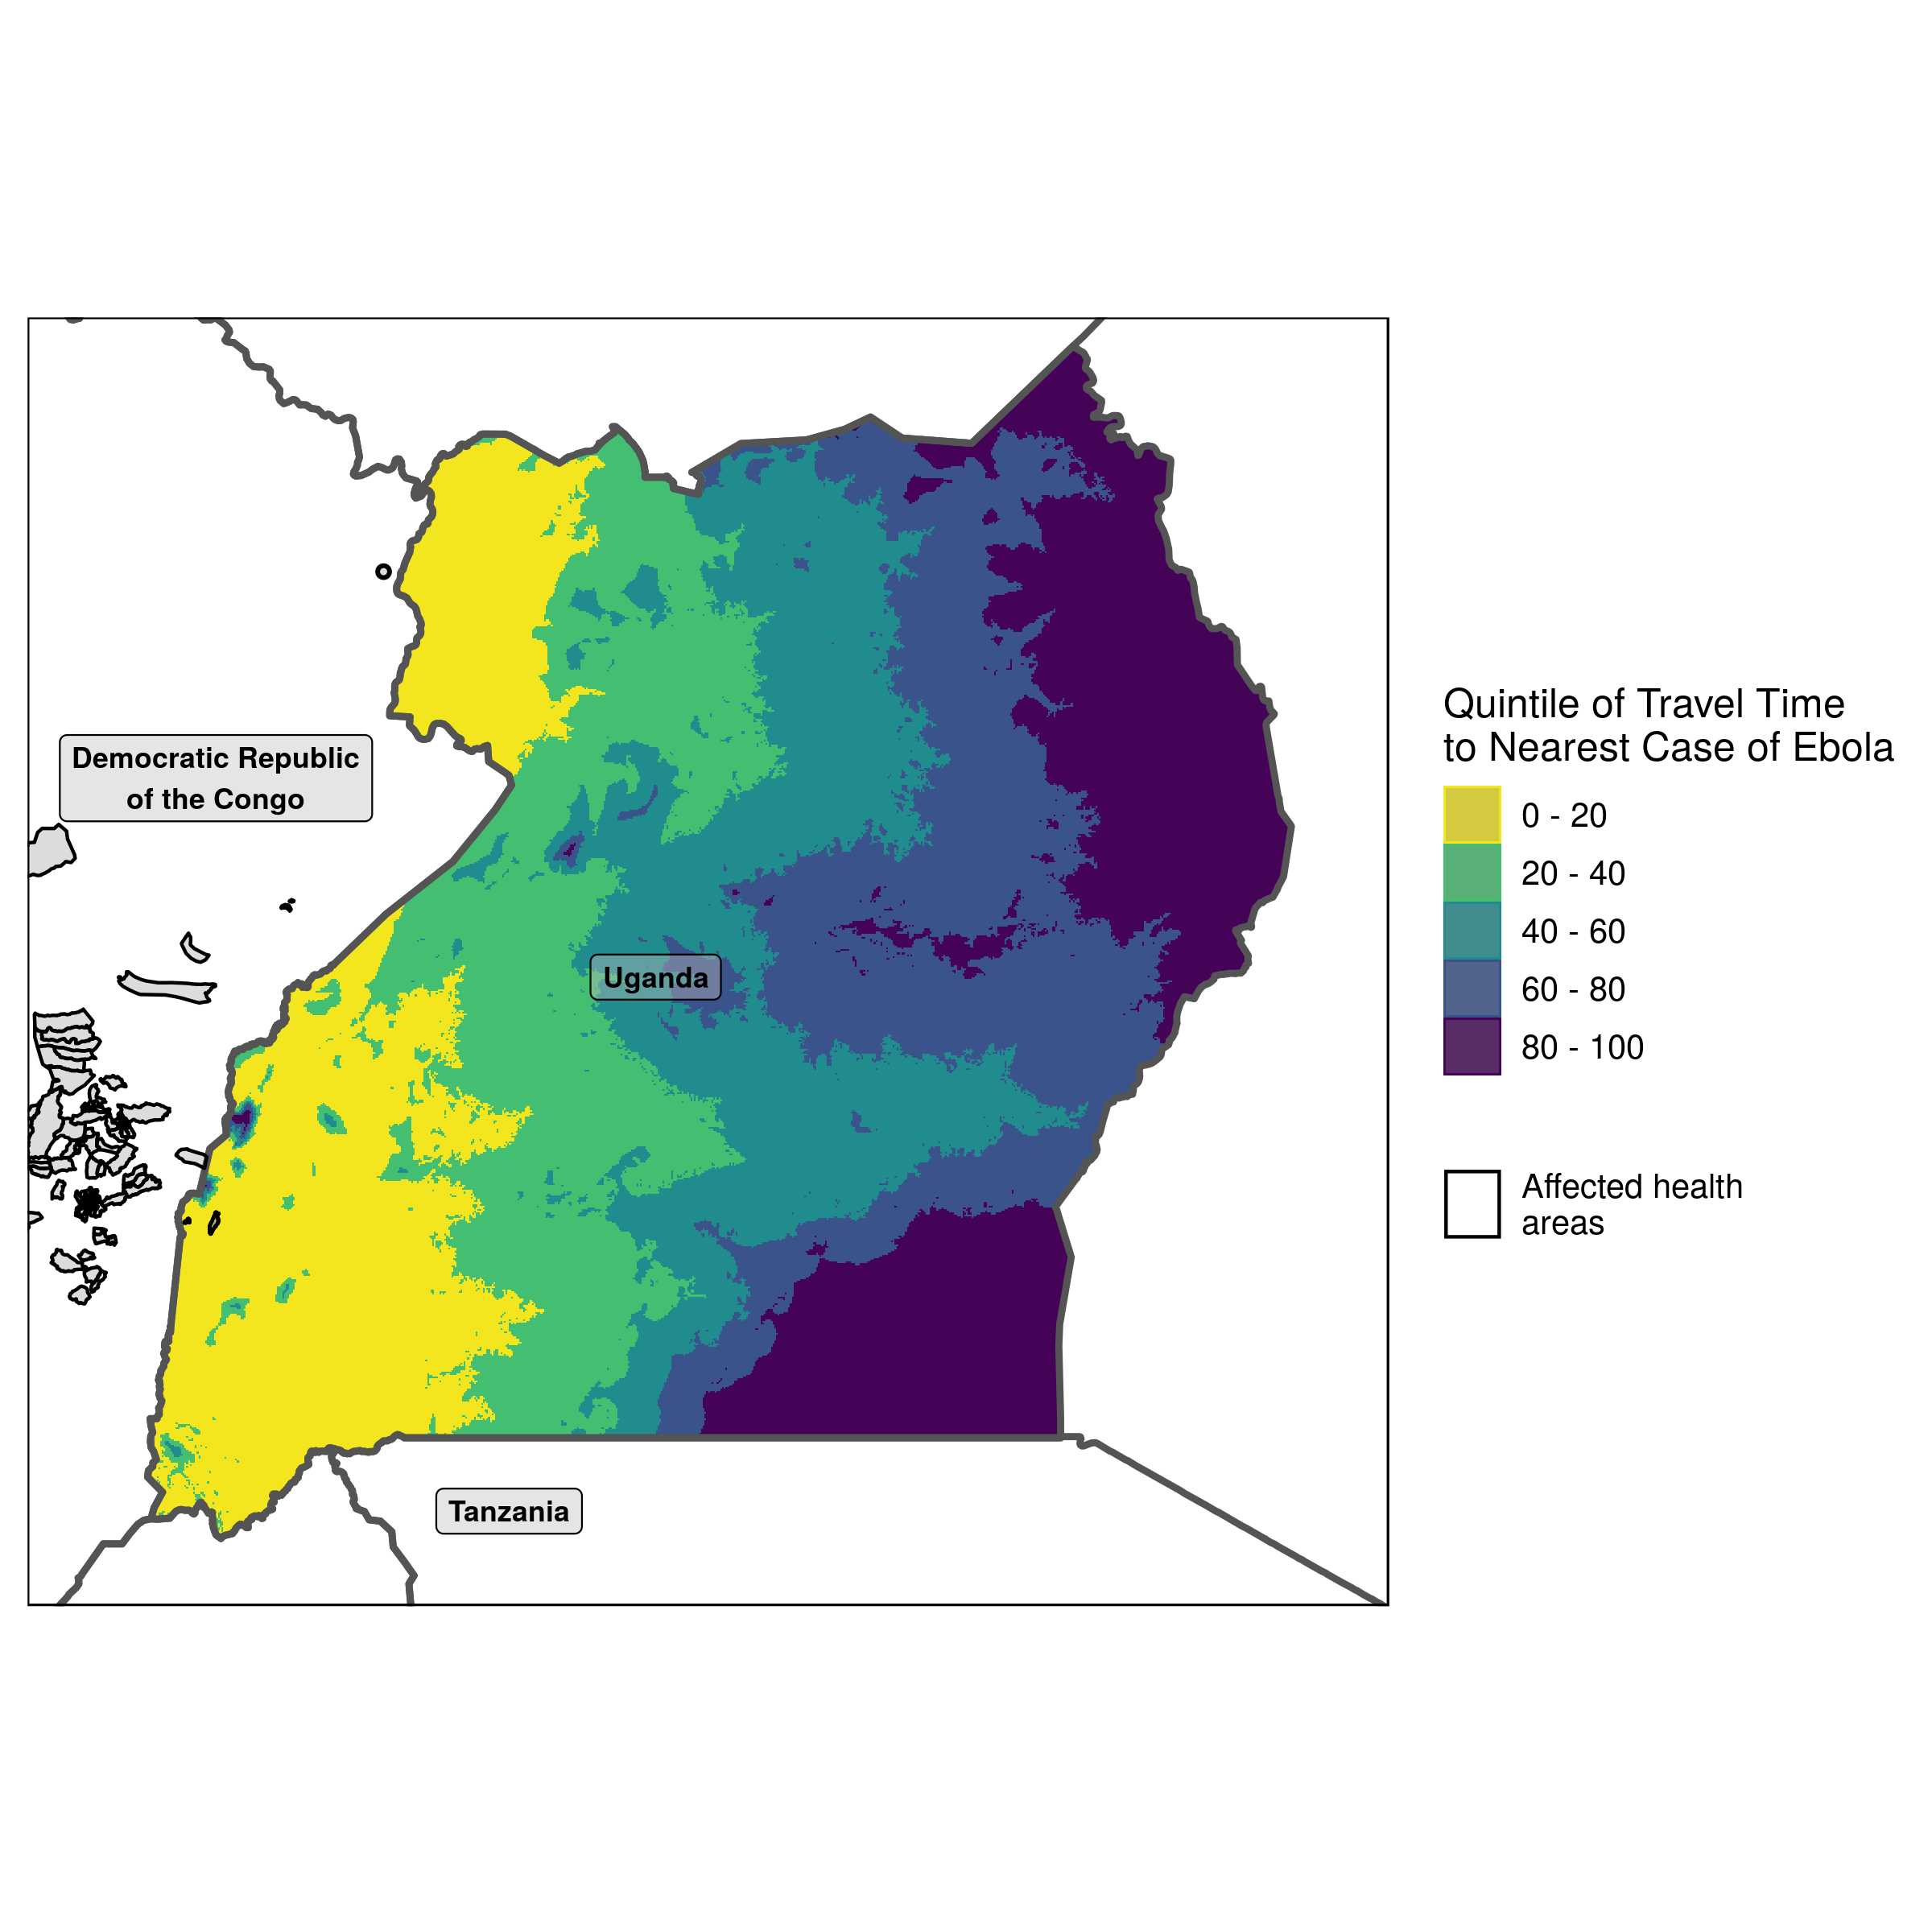 Democratic Republic
of the Congo
Uganda
Tanzania
Quintile of Travel Time
to Nearest Case of Ebola
0 - 20
20 - 40
40 - 60
60 - 80
80 - 100
Affected health
areas